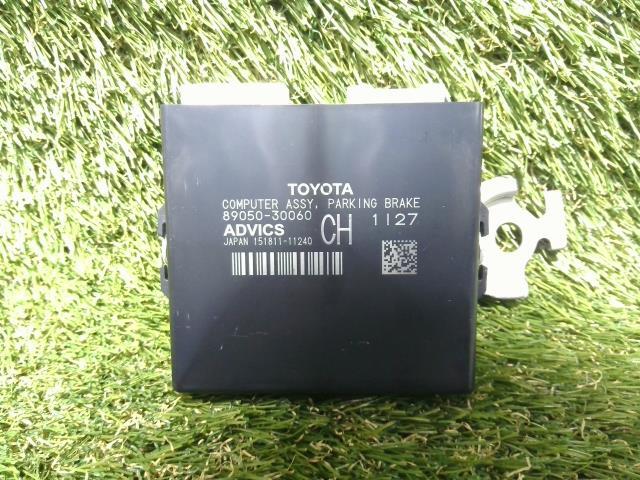 TOYOTA
COMPUTER ASSY, PARKING BRAKE
89050-30060 CH 1127
ADVICS
JAPAN 151811-11240